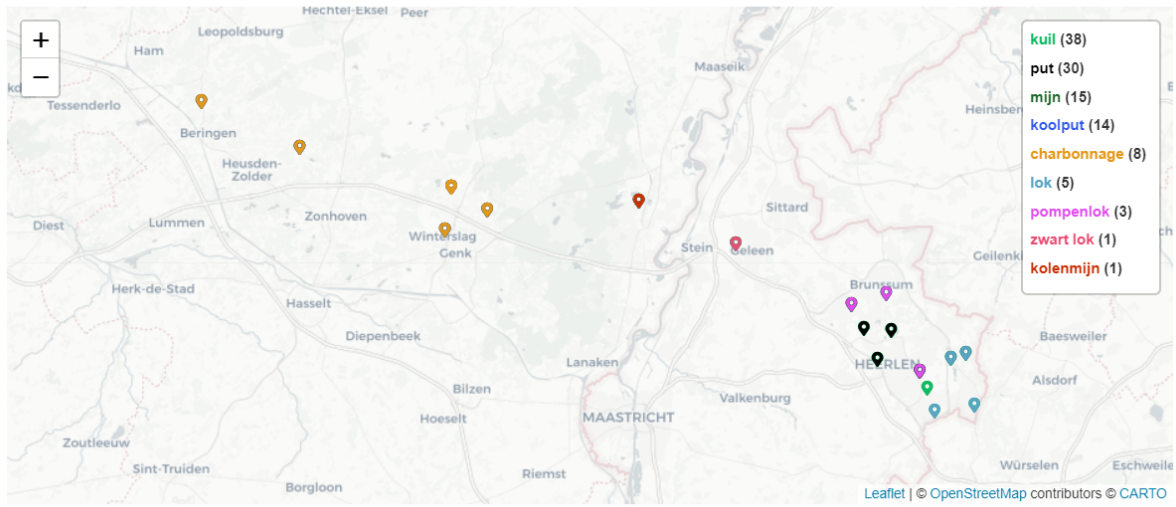 Hechtel-Eksel
Peer
+
Leopoldsburg
kuil (38)
Ham
−
put (30)
Maaseik
mijn (15)
Tessenderlo
Heinsberg
koolput (14)
Beringen
charbonnage (8)
Heusden-
Zolder
lok (5)
Zonhoven
Sittard
pompenlok (3)
Lummen
Diest
Winterslag
zwart lok (1)
Genk
Stein
Geleen
Geilenki
kolenmijn (1)
Herk-de-Stad
Brunssum
Hasselt
Diepenbeek
Baesweiler
Lanaken
HEERLEN
Alsdorf
Bilzen
Valkenburg
Hoeselt
MAASTRICHT
Zoutleeuw
Sint-Truiden
Riemst
Würselen
Eschweile
Borgloon
Leaflet | © OpenStreetMap contributors © CARTO